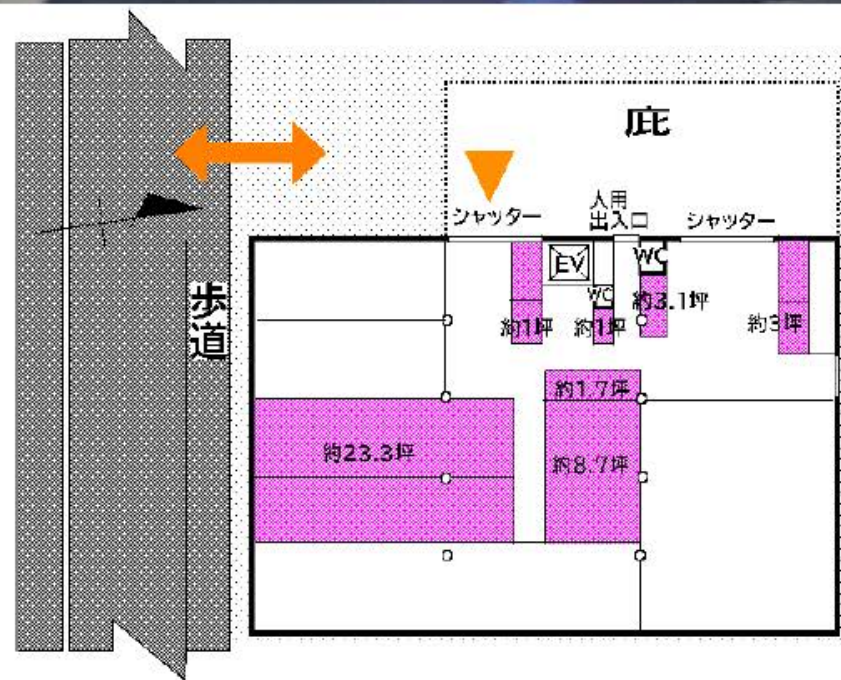 庇
人用
出入口
シャッター
シャッター
EV
WC
WC
約3.1坪
約1坪
約1坪
約3坪
歩道
約1.7坪
約23.3坪
約8.7坪